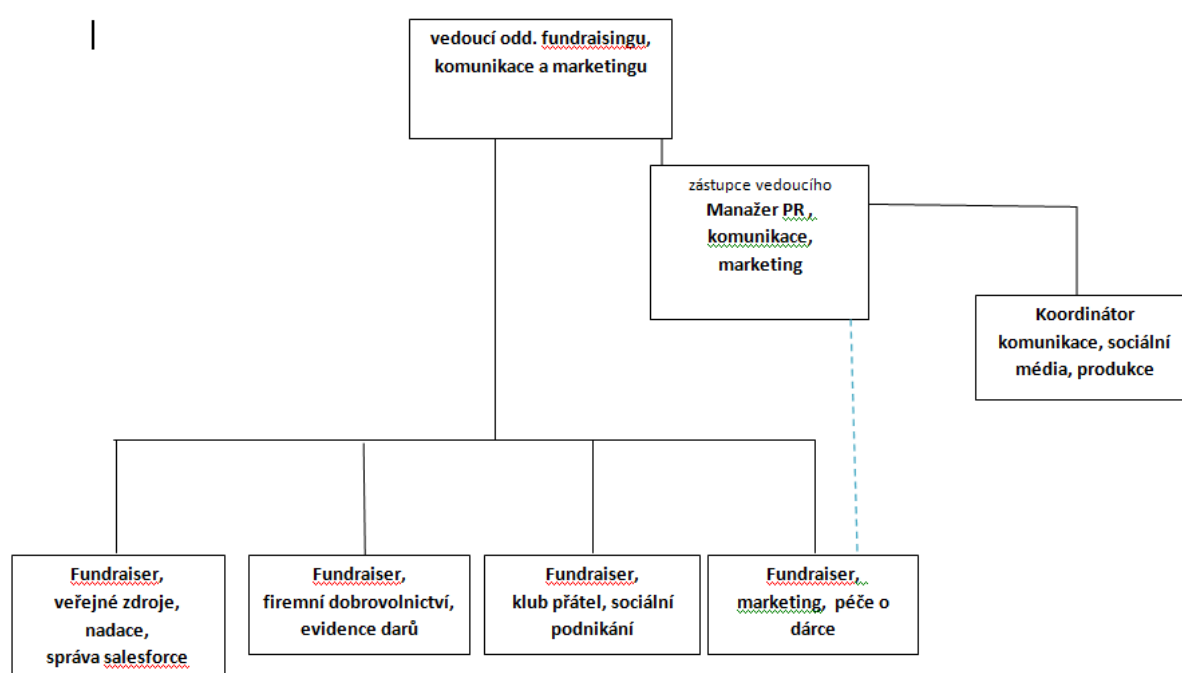 vedoucí odd. fundraisingu,
komunikace a marketingu
zástupce vedoucího
Manažer PR ,
komunikace,
marketing
Koordinátor
komunikace, sociální
média, produkce
Fundraiser,
veřejné zdroje,
nadace,
správa salesforce
Fundraiser,
firemní dobrovolnictví,
evidence darů
Fundraiser,
klub přátel, sociální
podnikání
Fundraiser,
marketing, péče o
dárce